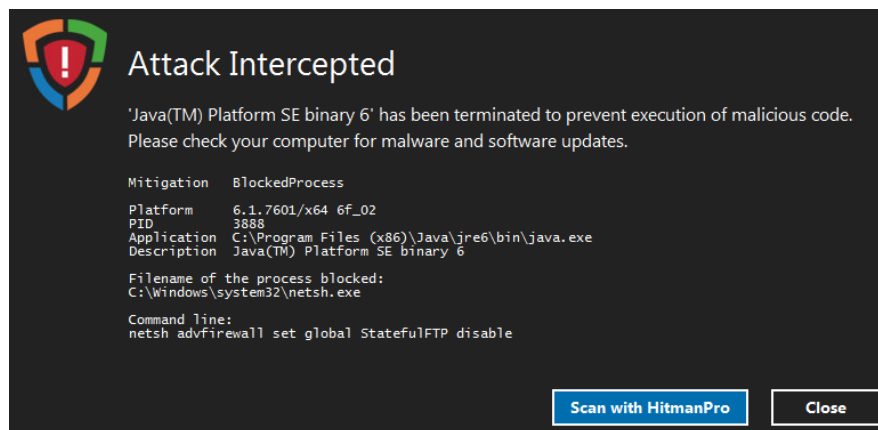 Attack Intercepted
'Java(TM) Platform SE binary 6' has been terminated to prevent execution of malicious code.
Please check your computer for malware and software updates.
Mitigation BlockedProcess
Platform 6.1.7601/x64 6f_02
PID 3888
Application C:\Program Files (x86)\Java\jre6\bin\java.exe
Description Java(TM) Platform SE binary 6
Filename of the process blocked:
C:\Windows\system32\netsh.exe
Command line:
netsh advfirewall set global StatefulFTP disable
Scan with HitmanPro Close